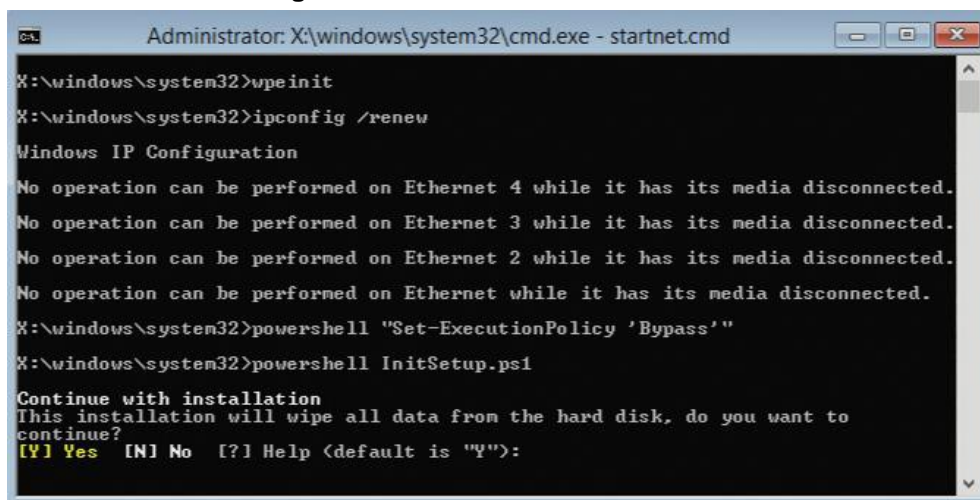 Administrator: X:\windows\system32\cmd.exe - startnet.cmd
X:\windows\system32>wpeinit
X:\windows\system32>ipconfig /renew
Windows IP Configuration
No operation can be performed on Ethernet 4 while it has its media disconnected.
No operation can be performed on Ethernet 3 while it has its media disconnected.
No operation can be performed on Ethernet 2 while it has its media disconnected.
No operation can be performed on Ethernet while it has its media disconnected.
X:\windows\system32>powershell "Set-ExecutionPolicy 'Bypass'"
X:\windows\system32>powershell InitSetup.ps1
Continue with installation
This installation will wipe all data from the hard disk, do you want to
continue?
[Y] Yes  [N] No  [?] Help (default is "Y"):